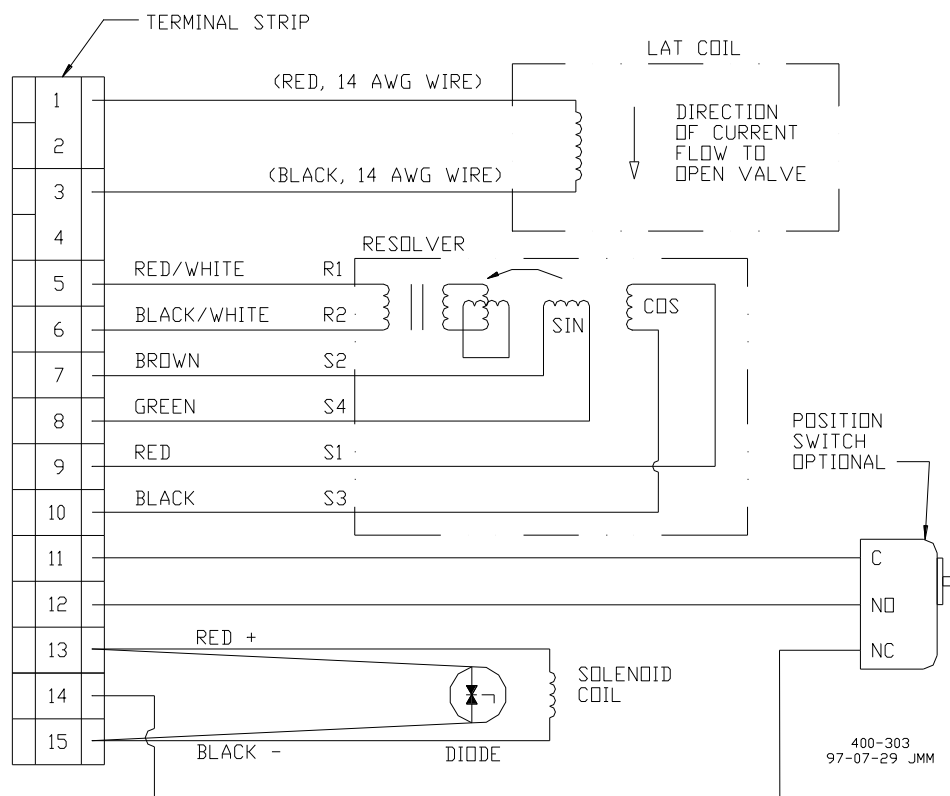 TERMINAL STRIP
LAT COIL
1
(RED, 14 AWG WIRE)
DIRECTION
OF CURRENT
FLOW TO
OPEN VALVE
2
3
(BLACK, 14 AWG WIRE)
4
RESOLVER
5
RED/WHITE
R1
6
BLACK/WHITE
R2
SIN
COS
7
BROWN
S2
8
GREEN
S4
9
RED
S1
10
BLACK
S3
POSITION
SWITCH
OPTIONAL
11
C
12
NO
NC
13
RED +
SOLENOID
COIL
14
15
BLACK -
DIODE
400-303
97-07-29 JMM